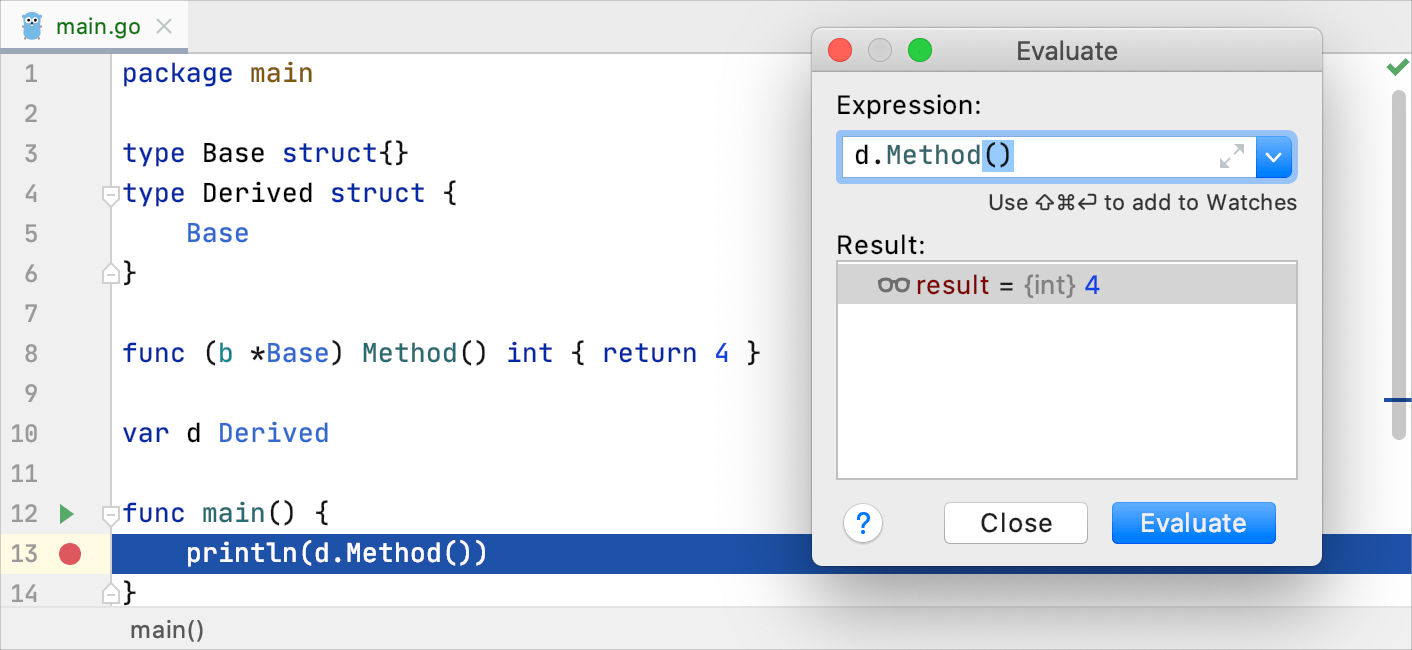 main.go
1 package main
2
3 type Base struct{}
4 type Derived struct {
5     Base
6 }
7
8 func (b *Base) Method() int { return 4 }
9
10 var d Derived
11
12 func main() {
13     println(d.Method())
14 }
main()
Evaluate
Expression:
d.Method()
Use ⇧⌘⏎ to add to Watches
Result:
result = {int} 4
? Close Evaluate